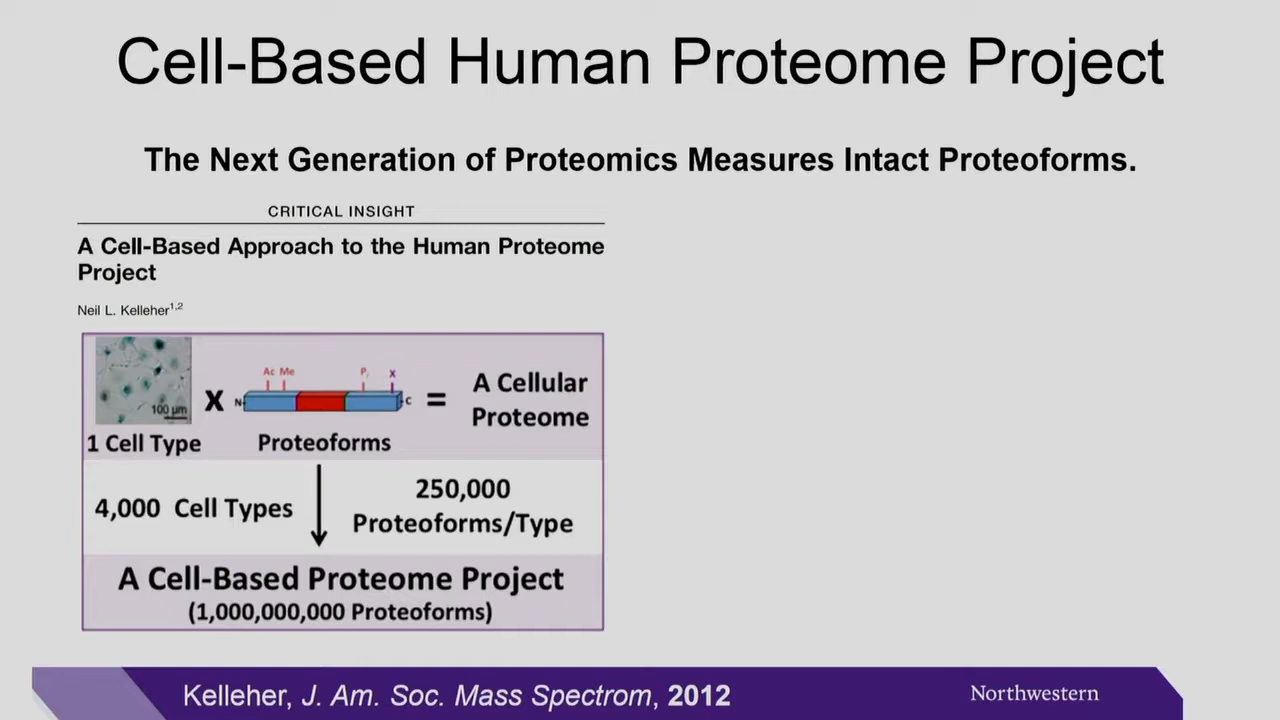 Cell-Based Human Proteome Project
The Next Generation of Proteomics Measures Intact Proteoforms.
CRITICAL INSIGHT
A Cell-Based Approach to the Human Proteome
Project
Neil L. Kelleher1,2
100 μm
1 Cell Type
X
N
Ac Me
Pi
X
C
Proteoforms
=
A Cellular
Proteome
4,000 Cell Types
250,000
Proteoforms/Type
A Cell-Based Proteome Project
(1,000,000,000 Proteoforms)
Kelleher, J. Am. Soc. Mass Spectrom, 2012
Northwestern